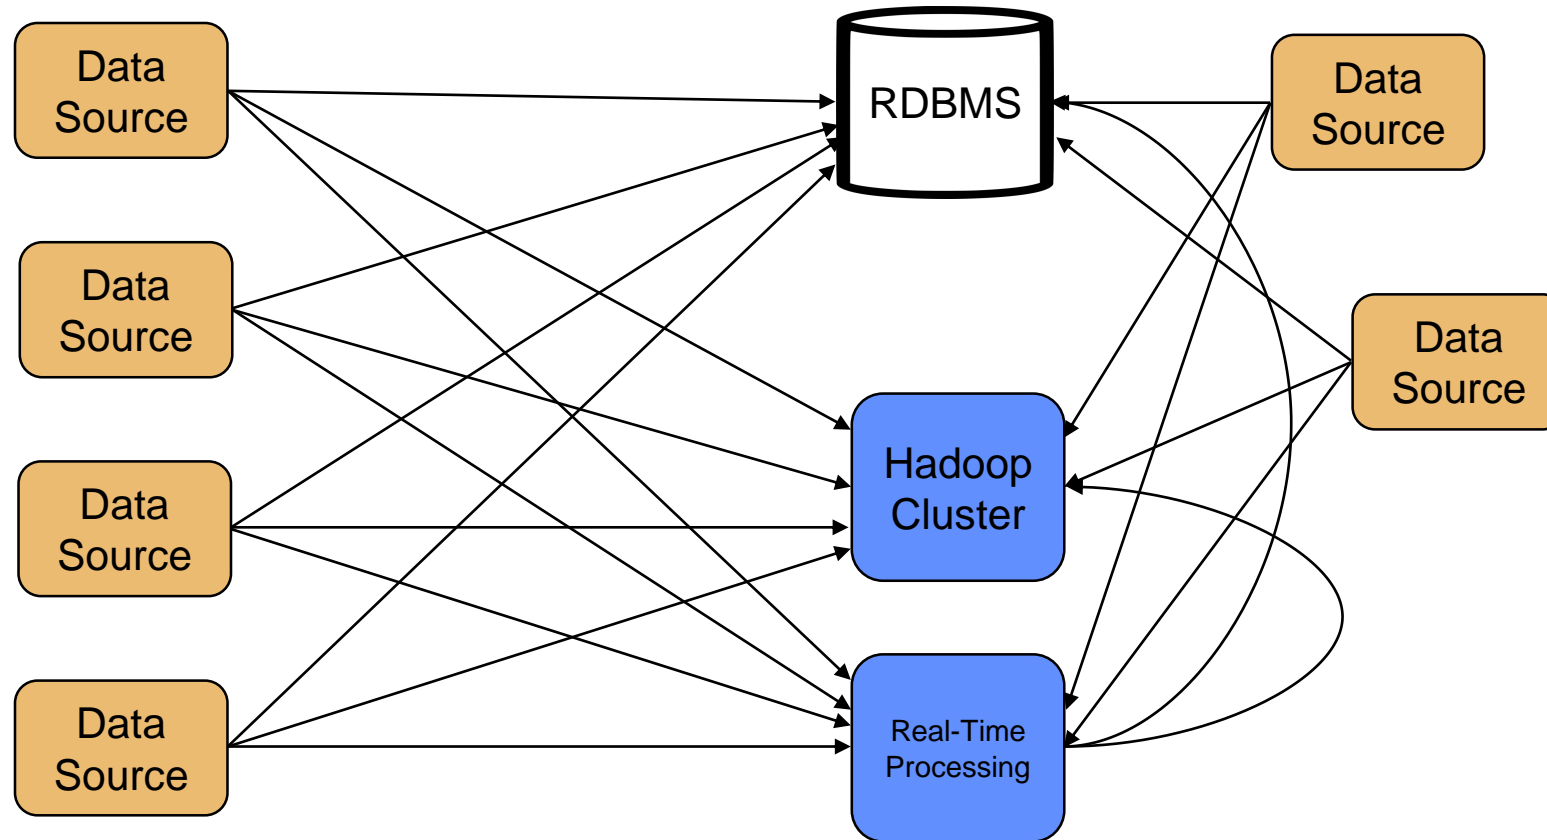 Data
Source
RDBMS
Data
Source
Data
Source
Data
Source
Hadoop
Cluster
Data
Source
Data
Source
Real-Time
Processing